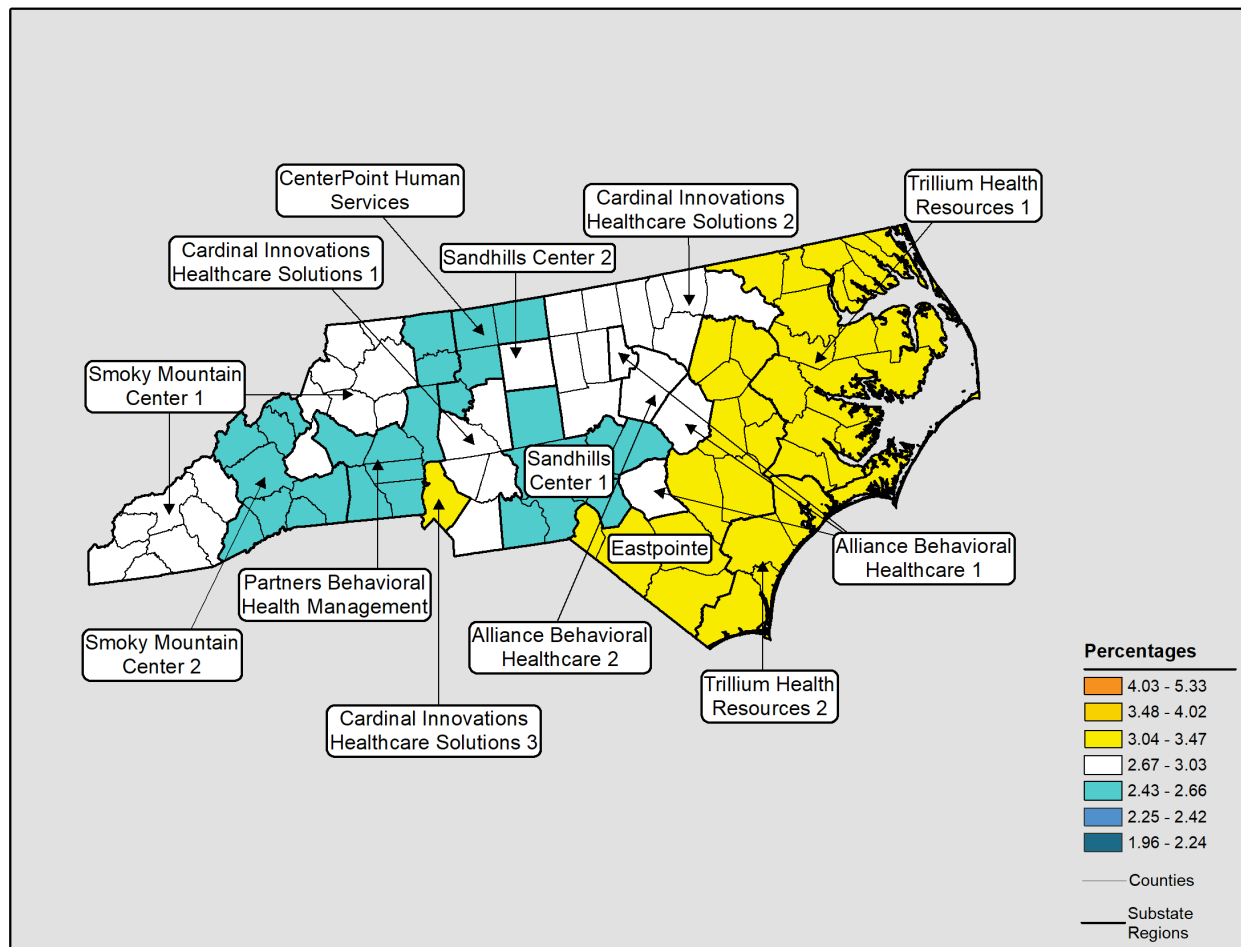 CenterPoint Human
Services
Cardinal Innovations
Healthcare Solutions 2
Trillium Health
Resources 1
Cardinal Innovations
Healthcare Solutions 1
Sandhills Center 2
Smoky Mountain
Center 1
Sandhills
Center 1
Eastpointe
Alliance Behavioral
Healthcare 1
Partners Behavioral
Health Management
Smoky Mountain
Center 2
Alliance Behavioral
Healthcare 2
Trillium Health
Resources 2
Cardinal Innovations
Healthcare Solutions 3
Percentages
4.03 - 5.33
3.48 - 4.02
3.04 - 3.47
2.67 - 3.03
2.43 - 2.66
2.25 - 2.42
1.96 - 2.24
Counties
Substate
Regions